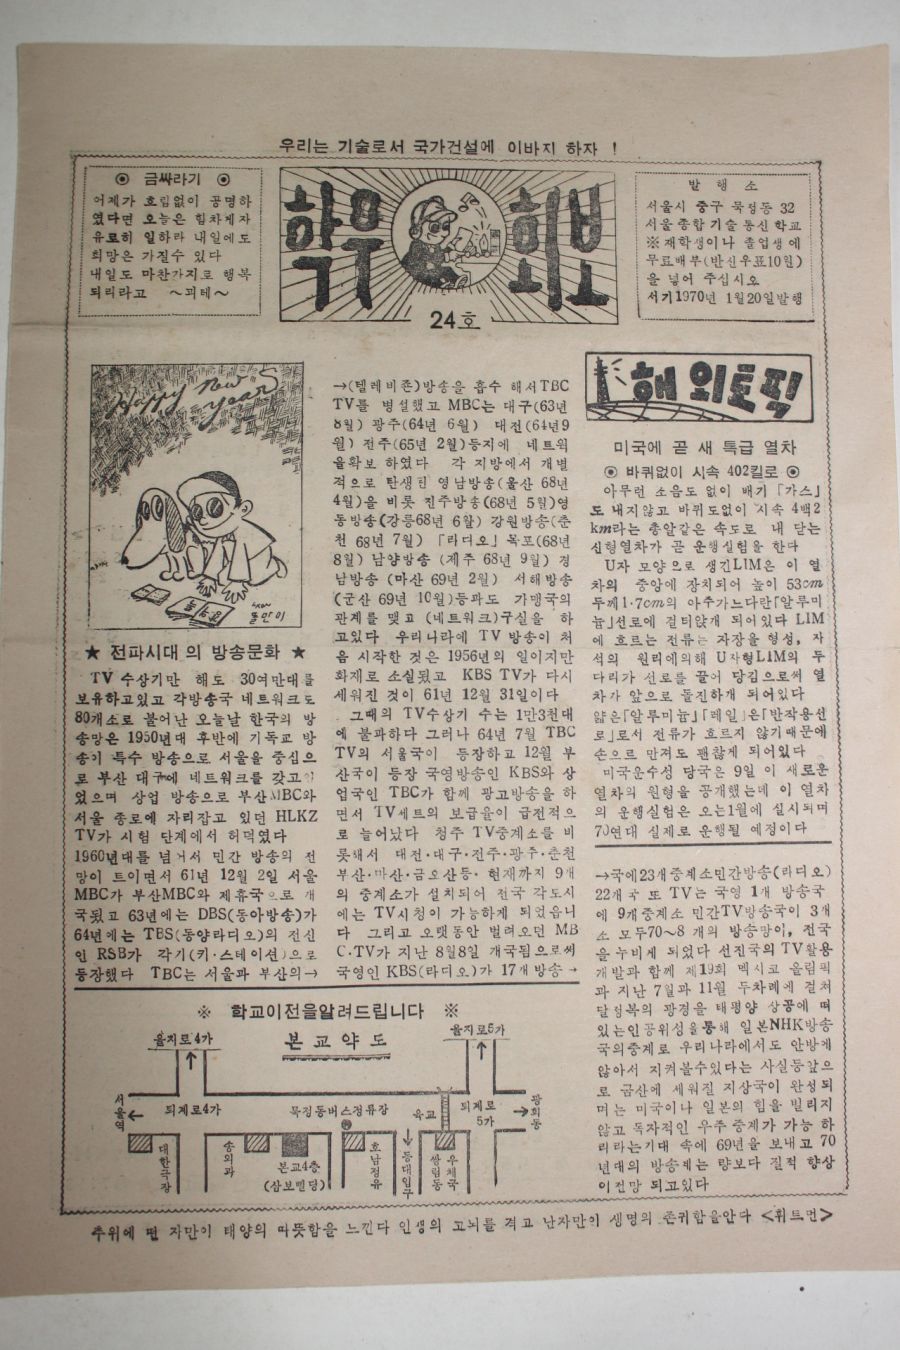 우리는 기술로서 국가건설에 이바지 하자 !
◉ 금싸라기 ◉
어제가 흐림없이 공명하
였다면 오늘은 힘차게자
유로히 일하라 내일에도
희망은 가질수 있다
내일도 마찬가지로 행복
되리라고 ～괴테～
학우회보
24호
발 행 소
서울시 중구 묵정동 32
서울종합기술통신학교
※ 재학생이나 졸업생에
무료배부(반신우표10원)
을 넣어 주십시오
서기1970년 1월20일발행
Happy new
years
돌만이
★ 전파시대의 방송문화 ★
TV 수상기만 해도 30여만대를
보유하고있고 각방송국 네트워크도
80개소로 불어난 오늘날 한국의 방
송망은 1950년대 후반에 기독교 방
송이 특수 방송으로 서울을 중심으
로 부산 대구에 네트워크를 갖고있
었으며 상업 방송으로 부산MBC와
서울 종로에 자리잡고 있던 HLKZ
TV가 시험 단계에서 허덕였다
1960년대를 넘겨서 민간 방송의 전
망이 트이면서 61년 12월 2일 서울
MBC가 부산MBC와 제휴국으로 개
국됬고 63년에는 DBS(동아방송)가
64년에는 TBS(동양라디오)의 전신
인 RSB가 각기(키·스테이션)으로
등장했다 TBC는 서울과 부산의→
→(텔레비존)방송을 흡수 해서TBC
TV를 병설했고 MBC는 대구(63년
8월) 광주(64년 6월) 대전(64년9
월) 전주(65년 2월)등지에 네트워
을확보 하였다 각 지방에서 개별
적으로 탄생된 영남방송(울산 68년
4월)을 비롯 진주방송(68년 5월)영
동방송(강릉68년 6월) 강원방송(춘
천 68년 7월) 「라디오」 목포(68년
8월) 남양방송 (제주 68년 9월) 경
남방송 (마산 69년 2월) 서해방송
(군산 69년 10월)등과도 가맹국의
관계를 맺고 (네트워크)구실을 하
고있다 우리나라에 TV 방송이 처
음 시작한 것은 1956년의 일이지만
화제로 소실됬고 KBS TV가 다시
세워진 것이 61년 12월 31일이다
그때의 TV수상기 수는 1만3천대
에 불과하다 그러나 64년 7월 TBC
TV의 서울국이 등장하고 12월 부
산국이 등장 국영방송인 KBS와 상
업국인 TBC가 함께 광고방송을 하
면서 TV세트의 보급율이 급전적으
로 늘어났다 청주 TV중계소를 비
롯해서 대전·대구·전주·광주·춘천
부산·마산·금오산등· 현재까지 9개
의 중계소가 설치되어 전국 각도시
에는 TV시청이 가능하게 되었읍니
다 그리고 오랫동안 벌려오던 MB
C·TV가 지난 8월8일 개국됨으로써
국영인 KBS(라디오)가 17개 방송→
해외토픽
미국에 곧 새 특급 열차
◉ 바퀴없이 시속 402킬로 ◉
아무런 소음도 없이 배기 「가스」
도 내지않고 바퀴도없이 시속 4백2
km라는 총알같은 속도로 내 닫는
신형열차가 곧 운행실험을 한다
U자 모양으로 생긴LIM은 이 열
차의 중앙에 장치되어 높이 53cm
두께1·7cm의 아주가느다란「알루미
늄」선로에 걸터앉게 되어있다 LIM
에 흐르는 전류는 자장을 형성, 자
석의 원리에의해 U자형LIM의 두
다리가 선로를 끌어 당김으로써 열
차가 앞으로 돌진하개 되어있다
얇은「알루미늄」「레일」은「반작용선
로」로서 전류가 흐르지 않기때문에
손으로 만져도 괜찮게 되어있다
미국운수성 당국은 9일 이 새로운
열차의 원형을 공개했는데 이 열차
의 운행실험은 오는1월에 실시되며
70년대 실제로 운행될 예정이다
→국에23개중계소민간방송(라디오)
22개국 또 TV는 국영 1개 방송국
에 9개중계소 민간TV방송국이 3개
소 모두70～8 개의 방송망이, 전국
을누비게 되었다 선진국의 TV활용
개발과 함께 제19회 멕시코 올림픽
과 지난 7월과 11월 두차례에 걸처
달정복의 광경을 태평양 상공에 떠
있는인공위성을통해 일본NHK방송
국의중계로 우리나라에서도 안방에
앉아서 지켜볼수있다는 사실등앞으
로 금산에 세워질 지상국이 완성되
며는 미국이나 일본의 힘을 빌리지
않고 독자적인 우주중계가 가능 하
리라는기대 속에 69년을 보내고 70
년대의 방송계는 량보다 질적 향상
이전망 되고있다
※ 학교이전을알려드립니다 ※
을지로4가
본교약도
을지로5가
서울역
퇴계로4가
묵정동버스정류장
육교
퇴계로
5가
광희동
대한극장
송의과
본교4층
(삼보빌딩)
호남정유
동대입구
쌍림동
우체국
추위에 떤 자만이 태양의 따뜻함을 느낀다 인생의 고뇌를 격고 난자만이 생명의 존귀함을안다 <휘트먼>